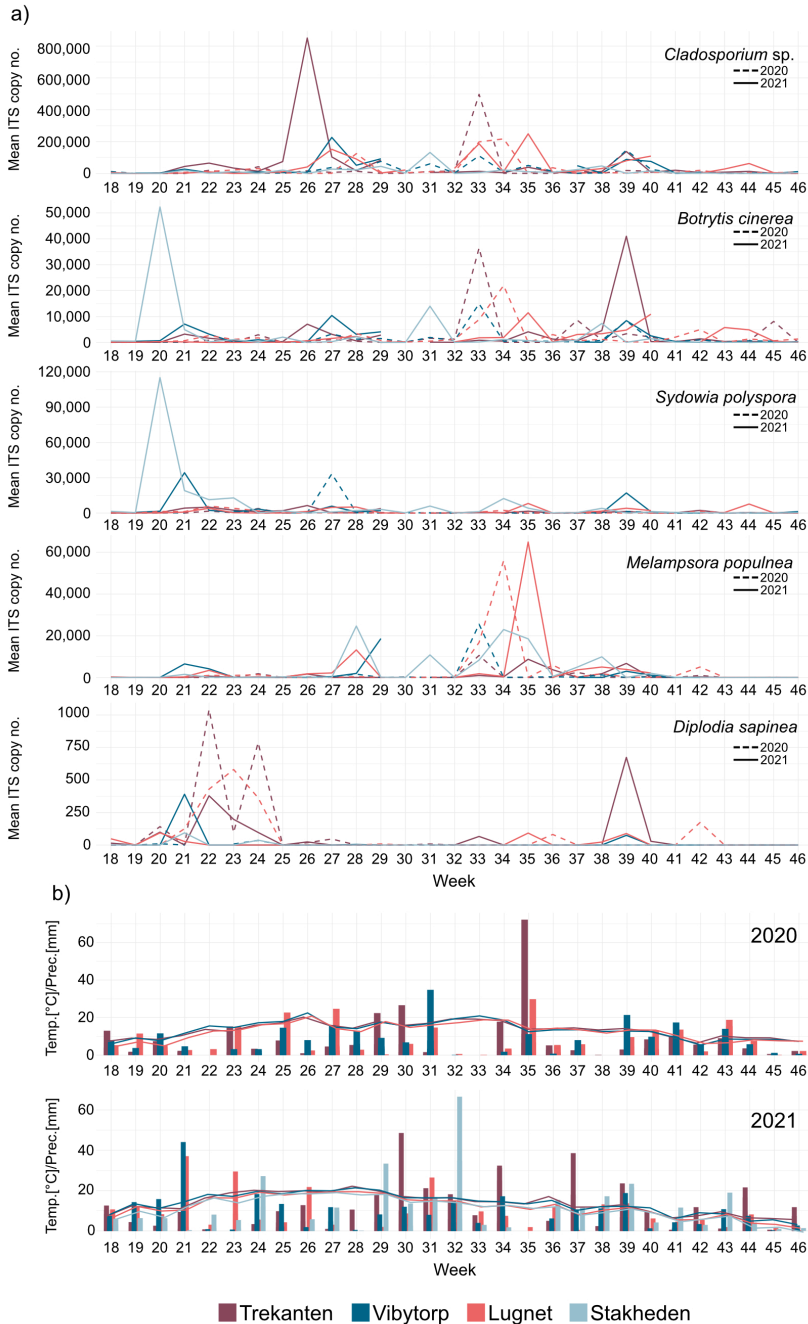 a)
Mean ITS copy no.
800,000
600,000
400,000
200,000
0
Cladosporium sp.
2020
2021
18 19 20 21 22 23 24 25 26 27 28 29 30 31 32 33 34 35 36 37 38 39 40 41 42 43 44 45 46
Mean ITS copy no.
50,000
40,000
30,000
20,000
10,000
0
Botrytis cinerea
2020
2021
18 19 20 21 22 23 24 25 26 27 28 29 30 31 32 33 34 35 36 37 38 39 40 41 42 43 44 45 46
Mean ITS copy no.
120,000
90,000
60,000
30,000
0
Sydowia polyspora
2020
2021
18 19 20 21 22 23 24 25 26 27 28 29 30 31 32 33 34 35 36 37 38 39 40 41 42 43 44 45 46
Mean ITS copy no.
60,000
40,000
20,000
0
Melampsora populnea
2020
2021
18 19 20 21 22 23 24 25 26 27 28 29 30 31 32 33 34 35 36 37 38 39 40 41 42 43 44 45 46
Mean ITS copy no.
1000
750
500
250
0
Diplodia sapinea
2020
2021
18 19 20 21 22 23 24 25 26 27 28 29 30 31 32 33 34 35 36 37 38 39 40 41 42 43 44 45 46
Week
b)
Temp.[°C]/Prec.[mm]
60
40
20
0
2020
18 19 20 21 22 23 24 25 26 27 28 29 30 31 32 33 34 35 36 37 38 39 40 41 42 43 44 45 46
Temp.[°C]/Prec.[mm]
60
40
20
0
2021
18 19 20 21 22 23 24 25 26 27 28 29 30 31 32 33 34 35 36 37 38 39 40 41 42 43 44 45 46
Week
Trekanten Vibytorp Lugnet Stakheden